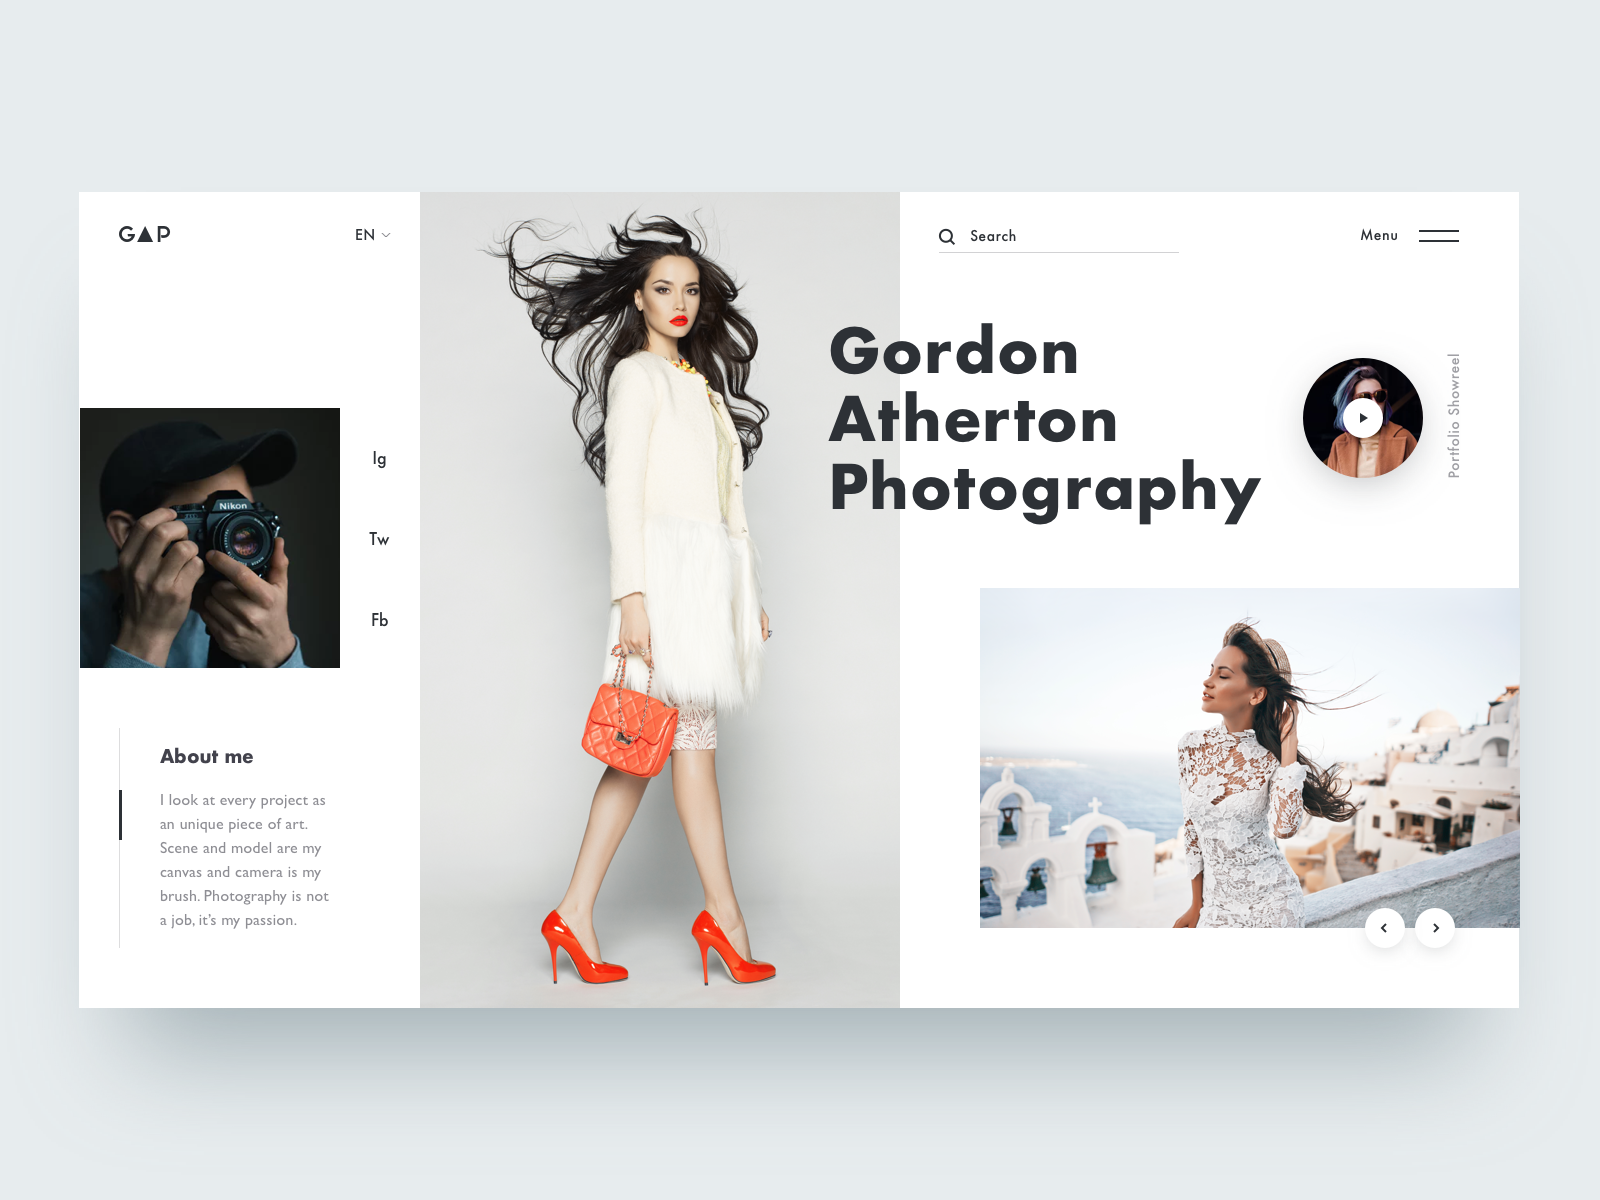 GAP
EN
Search
Menu
Gordon
Atherton
Photography
Portfolio Showreel
Ig
Tw
Fb
Nikon
About me
I look at every project as
an unique piece of art.
Scene and model are my
canvas and camera is my
brush. Photography is not
a job, it's my passion.